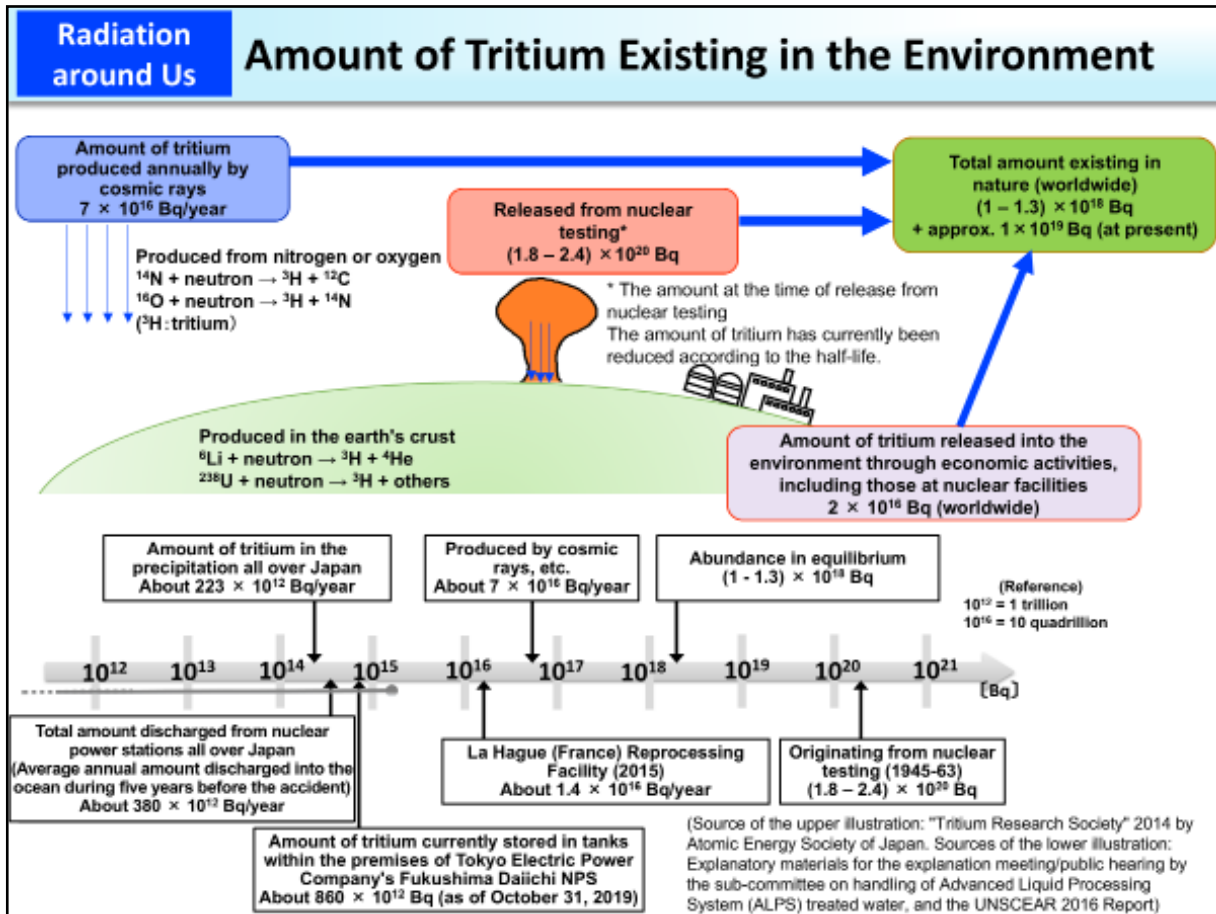 Radiation
around Us
Amount of Tritium Existing in the Environment
Amount of tritium
produced annually by
cosmic rays
7 × 10¹⁶ Bq/year
Released from nuclear
testing*
(1.8 – 2.4) ×10²⁰ Bq
Total amount existing in
nature (worldwide)
(1 – 1.3) ×10¹⁸ Bq
+ approx. 1×10¹⁹ Bq (at present)
Produced from nitrogen or oxygen
¹⁴N + neutron → ³H + ¹²C
¹⁶O + neutron → ³H + ¹⁴N
(³H:tritium)
* The amount at the time of release from
nuclear testing
The amount of tritium has currently been
reduced according to the half-life.
Produced in the earth's crust
⁶Li + neutron → ³H + ⁴He
²³⁸U + neutron → ³H + others
Amount of tritium released into the
environment through economic activities,
including those at nuclear facilities
2 × 10¹⁶ Bq (worldwide)
Amount of tritium in the
precipitation all over Japan
About 223 × 10¹² Bq/year
Produced by cosmic
rays, etc.
About 7 × 10¹⁶ Bq/year
Abundance in equilibrium
(1 - 1.3) × 10¹⁸ Bq
(Reference)
10¹² = 1 trillion
10¹⁶ = 10 quadrillion
10¹² 10¹³ 10¹⁴ 10¹⁵ 10¹⁶ 10¹⁷ 10¹⁸ 10¹⁹ 10²⁰ 10²¹
[Bq]
Total amount discharged from nuclear
power stations all over Japan
(Average annual amount discharged into the
ocean during five years before the accident)
About 380 × 10¹² Bq/year
La Hague (France) Reprocessing
Facility (2015)
About 1.4 × 10¹⁶ Bq/year
Originating from nuclear
testing (1945-63)
(1.8 – 2.4) × 10²⁰ Bq
Amount of tritium currently stored in tanks
within the premises of Tokyo Electric Power
Company's Fukushima Daiichi NPS
About 860 × 10¹² Bq (as of October 31, 2019)
(Source of the upper illustration: "Tritium Research Society" 2014 by
Atomic Energy Society of Japan. Sources of the lower illustration:
Explanatory materials for the explanation meeting/public hearing by
the sub-committee on handling of Advanced Liquid Processing
System (ALPS) treated water, and the UNSCEAR 2016 Report)